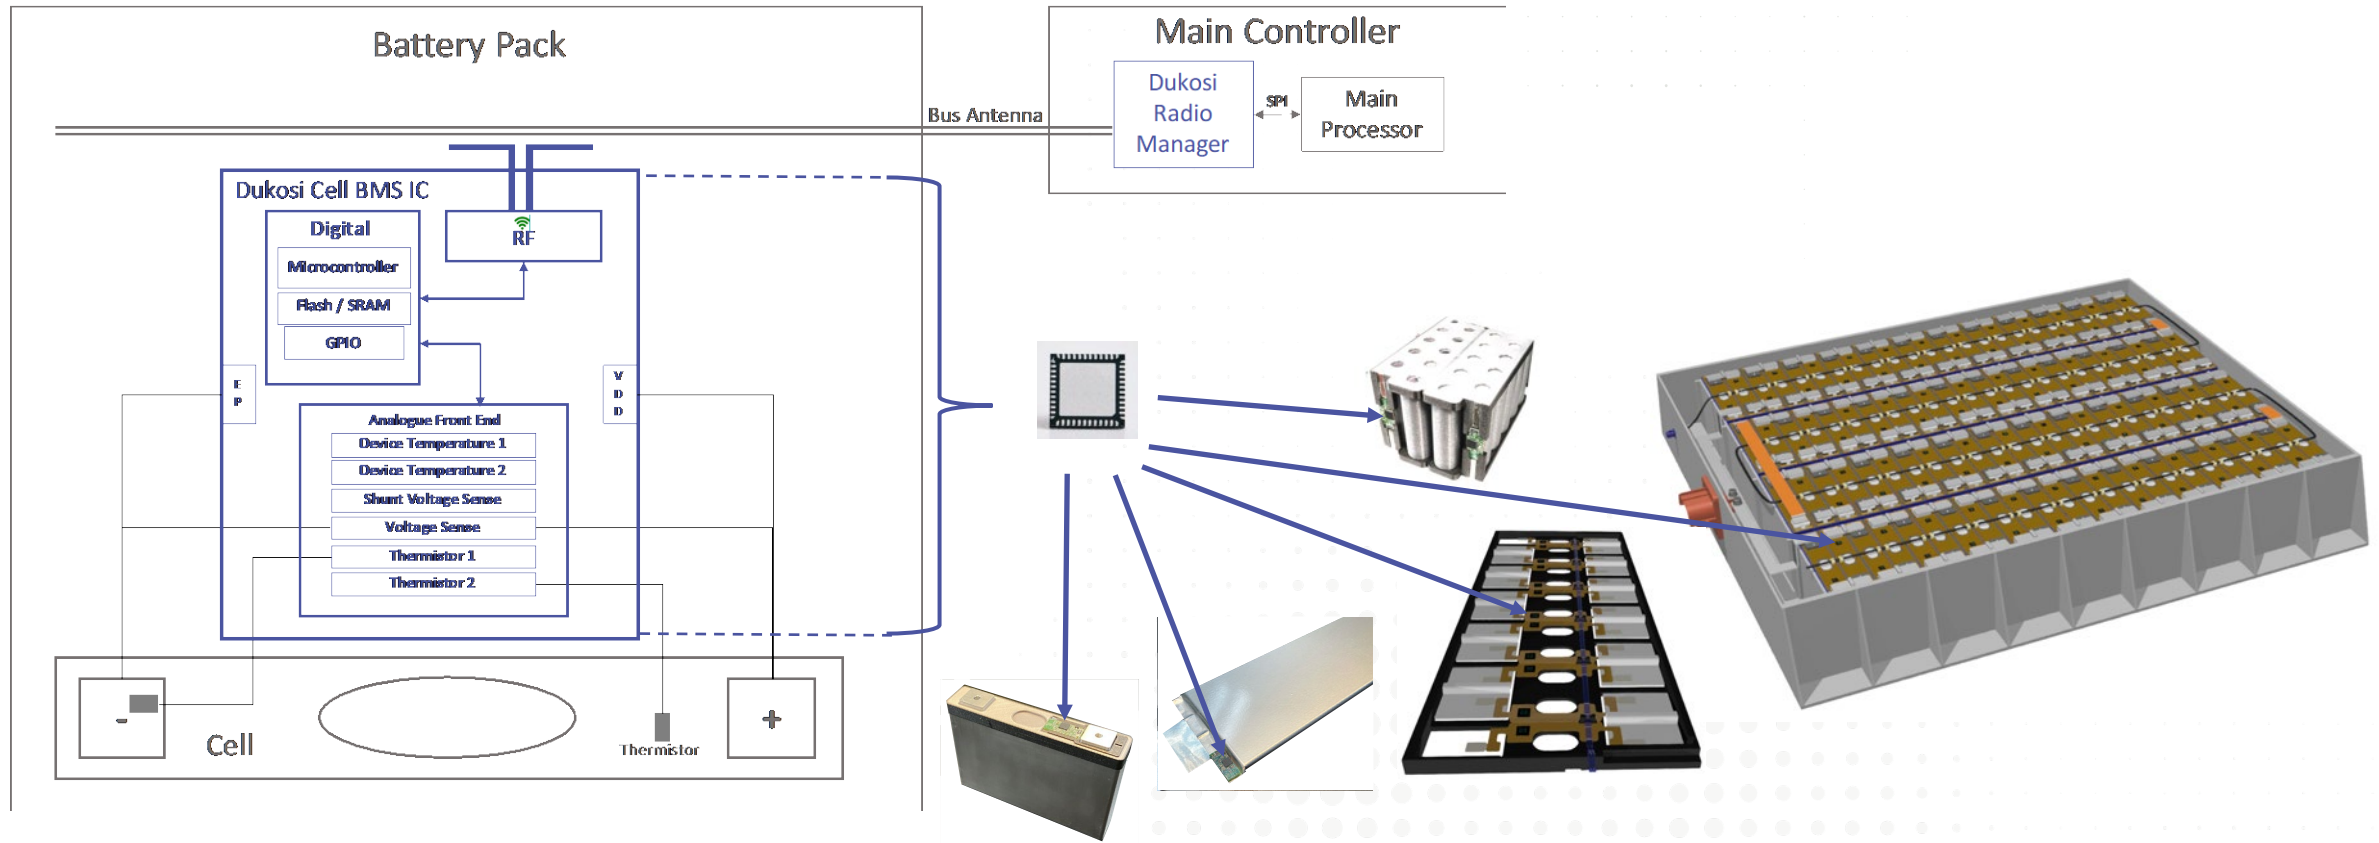 Battery Pack
Main Controller
Bus Antenna
Dukosi
Radio
Manager
SPI
Main
Processor
Dukosi Cell BMS IC
Digital
Microcontroller
Flash / SRAM
GPIO
RF
E
P
V
D
D
Analogue Front End
Device Temperature 1
Device Temperature 2
Shunt Voltage Sense
Voltage Sense
Thermistor 1
Thermistor 2
-
+
Cell
Thermistor